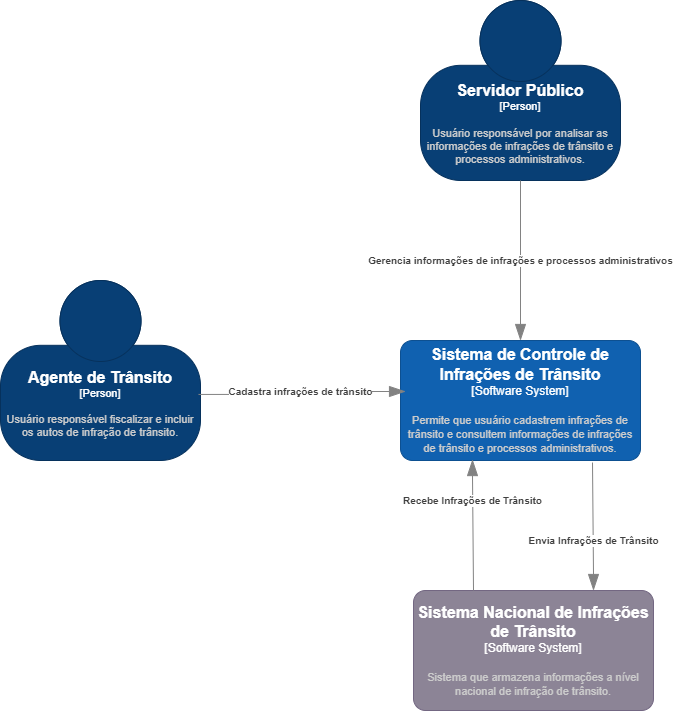 Servidor Público
[Person]
Usuário responsável por analisar as
informações de infrações de trânsito e
processos administrativos.
Gerencia informações de infrações e processos administrativos
Agente de Trânsito
[Person]
Usuário responsável fiscalizar e incluir
os autos de infração de trânsito.
Cadastra infrações de trânsito
Sistema de Controle de
Infrações de Trânsito
[Software System]
Permite que usuário cadastrem infrações de
trânsito e consultem informações de infrações
de trânsito e processos administrativos.
Recebe Infrações de Trânsito
Envia Infrações de Trânsito
Sistema Nacional de Infrações
de Trânsito
[Software System]
Sistema que armazena informações a nível
nacional de infração de trânsito.